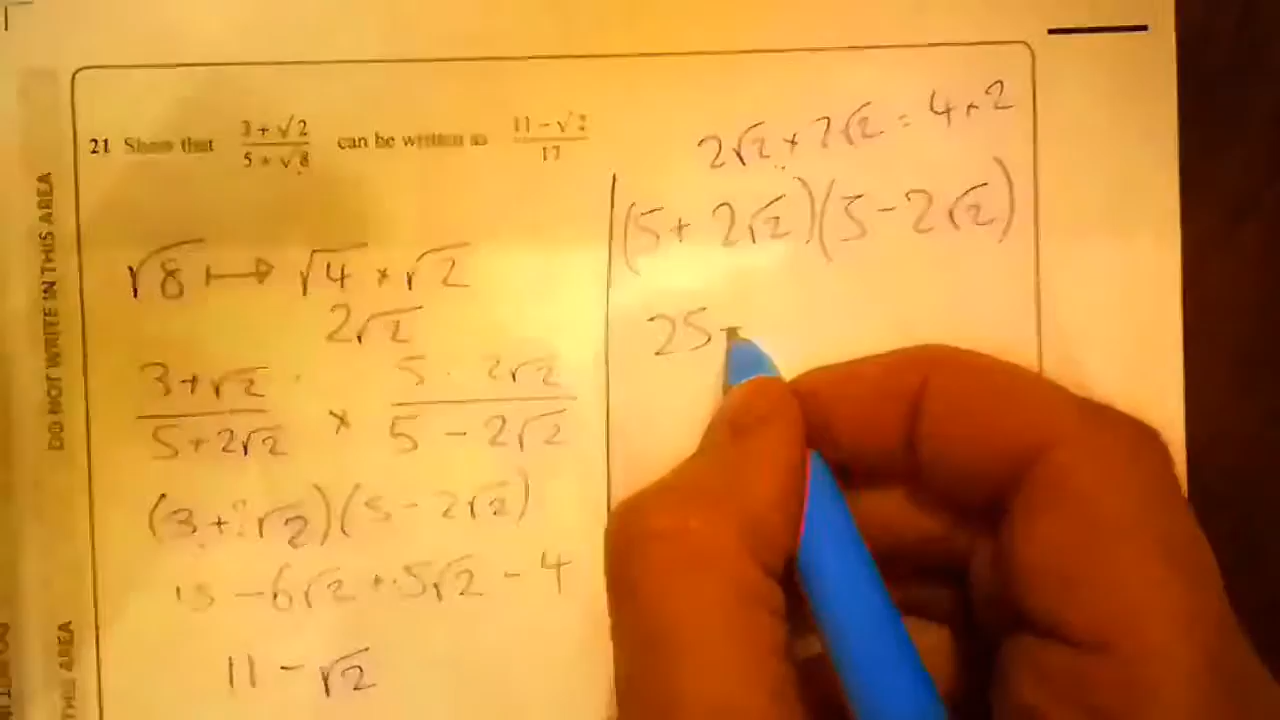 21 Show that 3 + √2 / 5 + √8 can be written as 11 − √2 / 17
√8 ↦ √4 × √2
2√2
3+√2 / 5+2√2 × 5 - 2√2 / 5 - 2√2
(3+√2)(5-2√2)
15 - 6√2 + 5√2 - 4
11 - √2
2√2 × 2√2 = 4×2
(5+ 2√2)(5-2√2)
25-
DO NOT WRITE IN THIS AREA
THE AREA